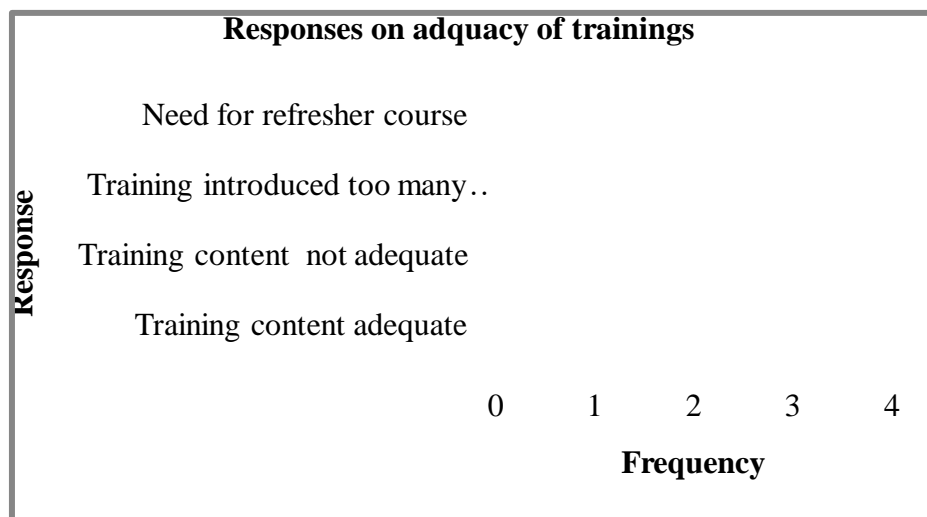 Responses on adquacy of trainings
Need for refresher course
Training introduced too many..
Training content not adequate
Training content adequate
Response
0 1 2 3 4
Frequency